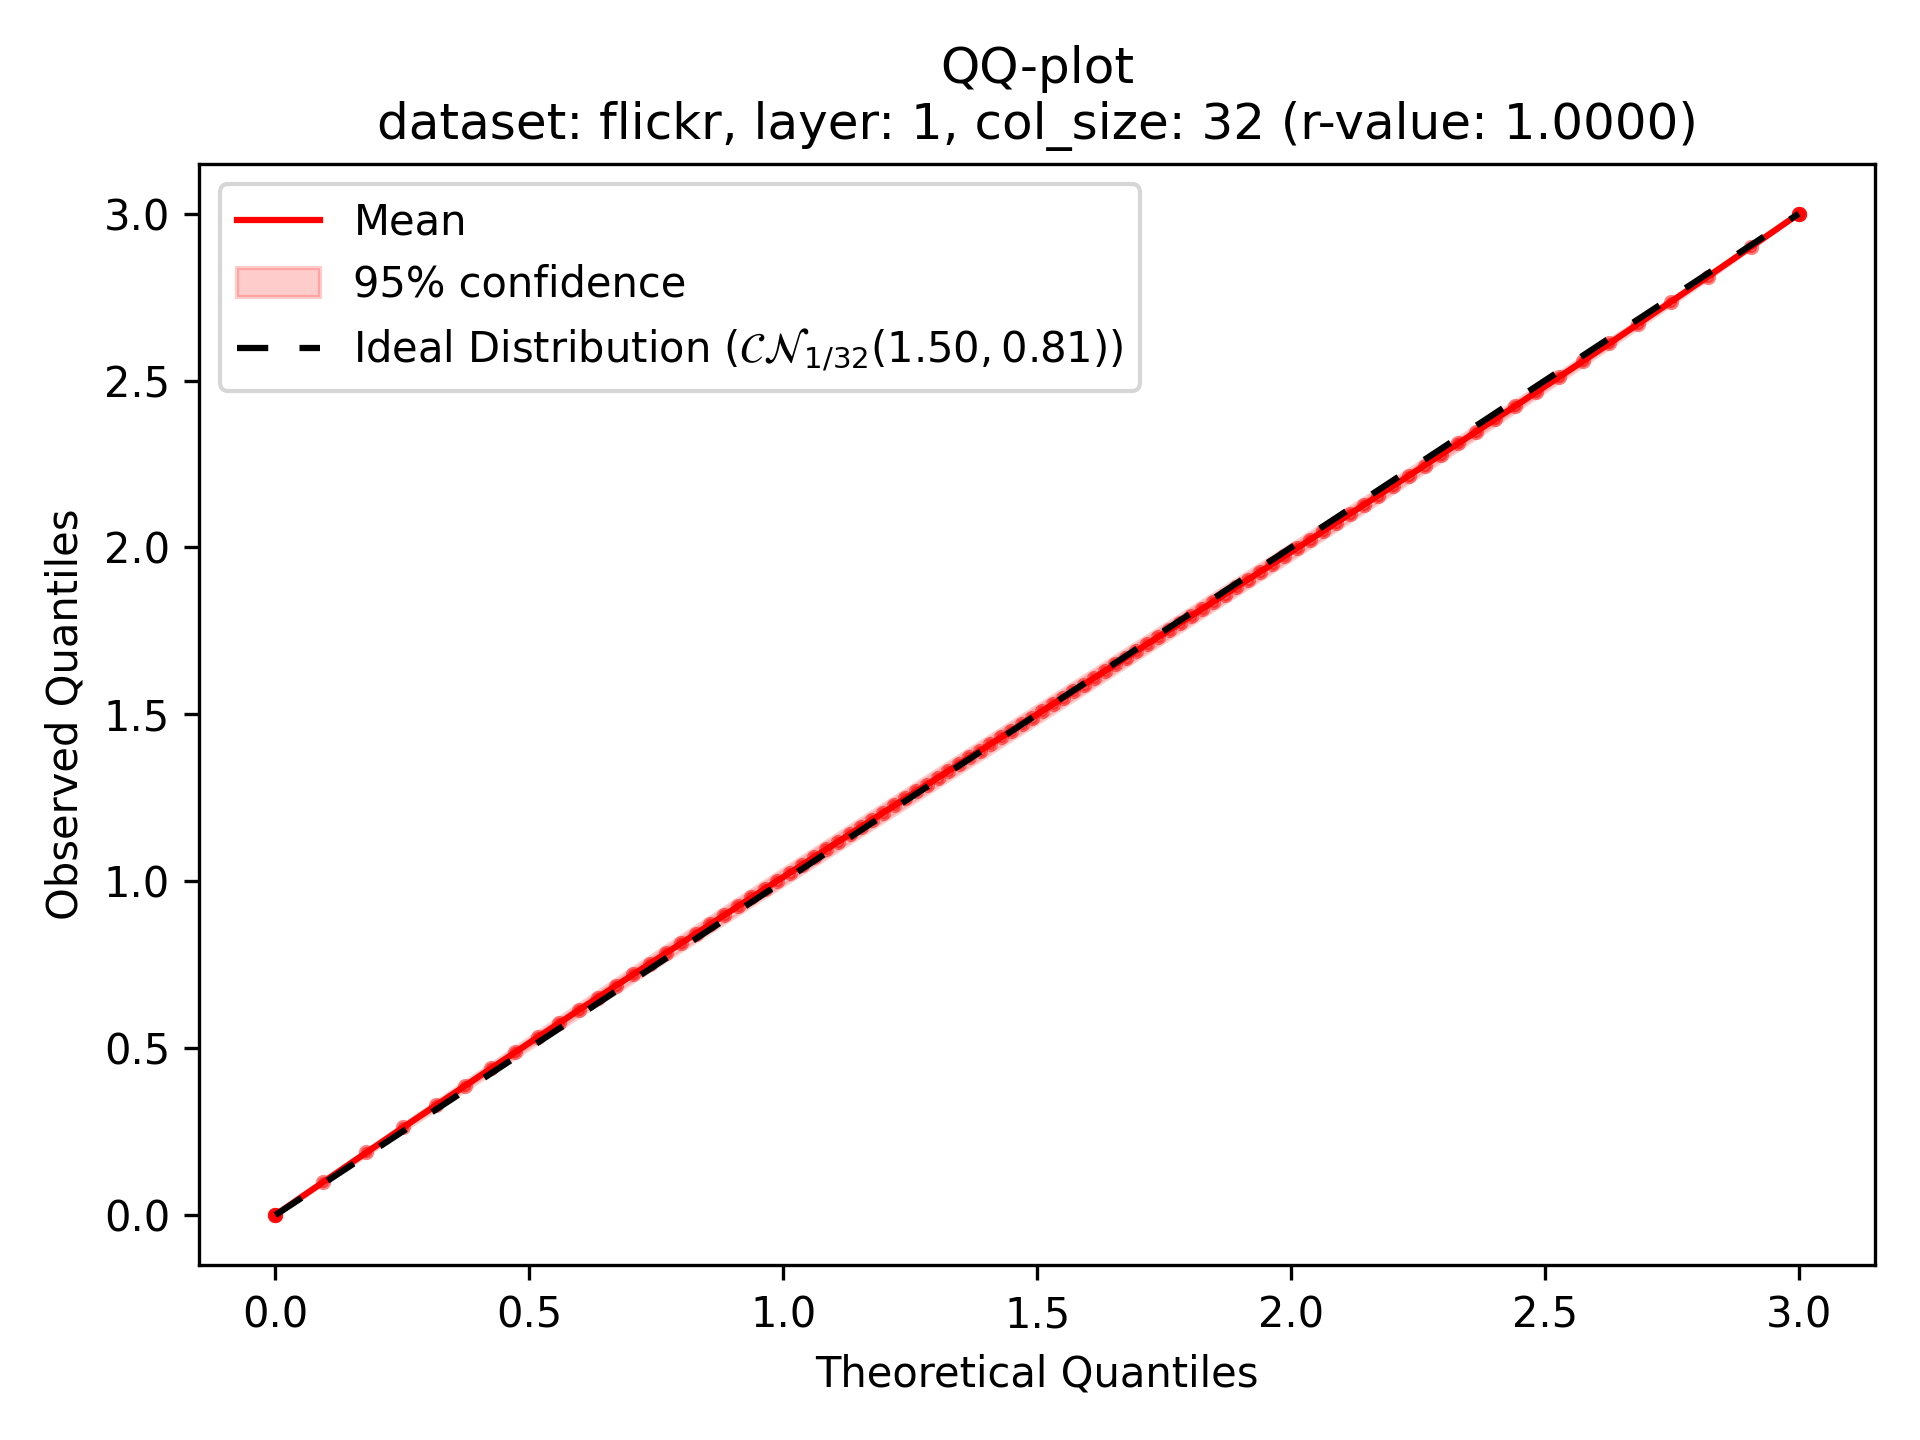 QQ-plot
dataset: flickr, layer: 1, col_size: 32 (r-value: 1.0000)
Mean
95% confidence
Ideal Distribution (𝒞𝒩₁/₃₂(1.50, 0.81))
3.0
2.5
2.0
1.5
1.0
0.5
0.0
Observed Quantiles
0.0 0.5 1.0 1.5 2.0 2.5 3.0
Theoretical Quantiles